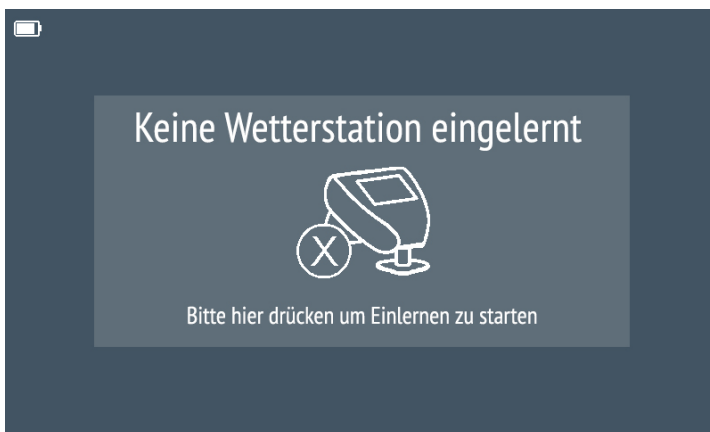 Keine Wetterstation eingelernt
X
Bitte hier drücken um Einlernen zu starten